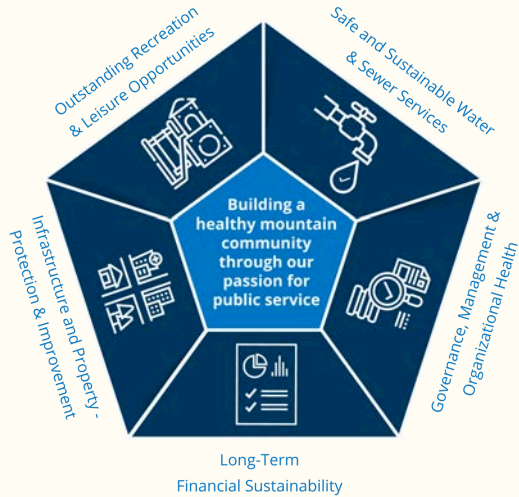 Outstanding Recreation
& Leisure Opportunities
Safe and Sustainable Water
& Sewer Services
Building a
healthy mountain
community
through our
passion for
public service
Infrastructure and Property -
Protection & Improvement
Governance, Management &
Organizational Health
Long-Term
Financial Sustainability